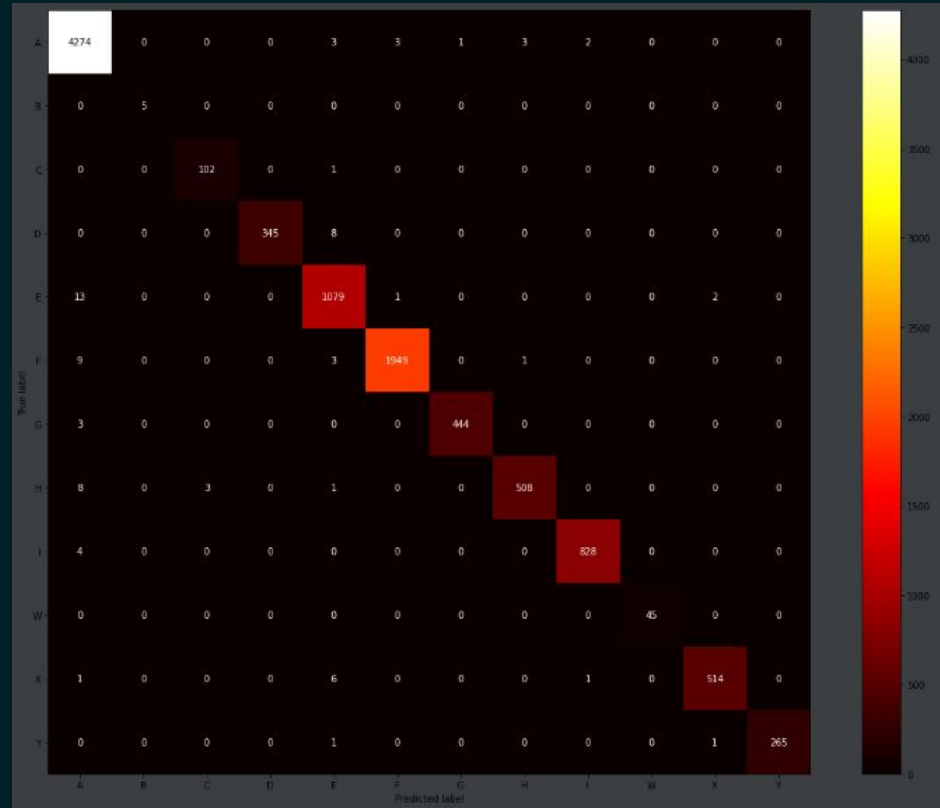 A 4274 0 0 0 3 3 1 3 2 0 0 0
B 0 5 0 0 0 0 0 0 0 0 0 0
C 0 0 102 0 1 0 0 0 0 0 0 0
D 0 0 0 345 8 0 0 0 0 0 0 0
E 13 0 0 0 1079 1 0 0 0 0 2 0
F 9 0 0 0 3 1949 0 1 0 0 0 0
G 3 0 0 0 0 0 444 0 0 0 0 0
H 8 0 3 0 1 0 0 508 0 0 0 0
I 4 0 0 0 0 0 0 0 828 0 0 0
W 0 0 0 0 0 0 0 0 0 45 0 0
X 1 0 0 0 6 0 0 0 1 0 514 0
Y 0 0 0 0 1 0 0 0 0 0 1 265
A B C D E F G H I W X Y
Predicted label
True label
4000
3500
3000
2500
2000
1500
1000
500
0